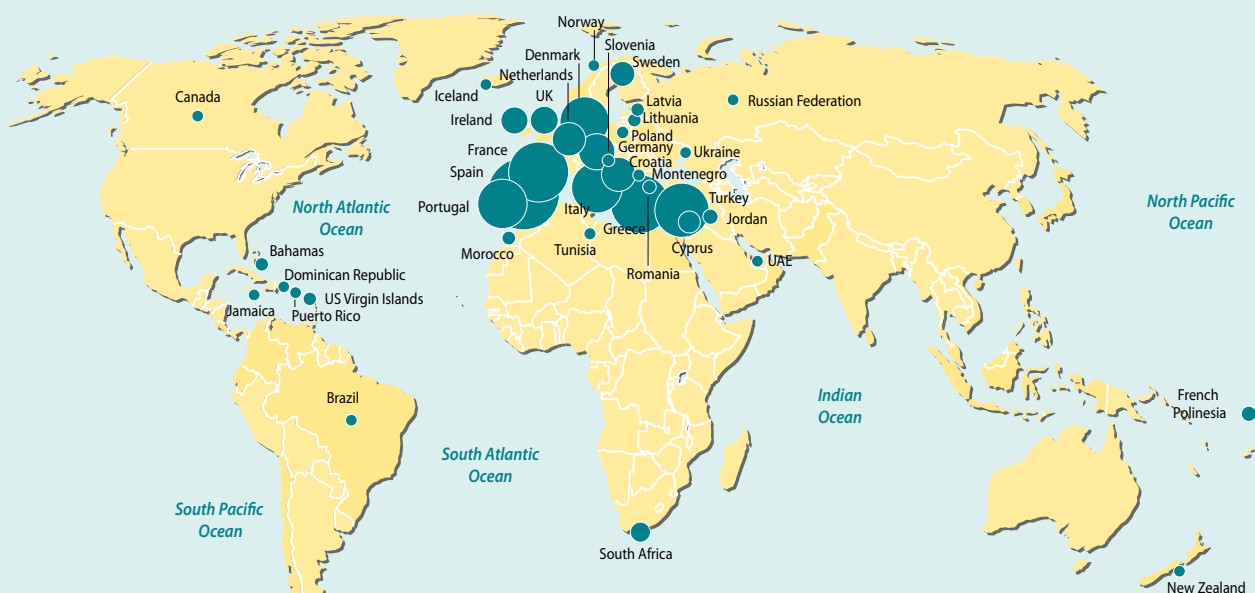 Norway
Slovenia
Denmark
Sweden
Netherlands
Iceland
UK
Canada
Latvia
Russian Federation
Ireland
Lithuania
Poland
Germany
France
Ukraine
Croatia
Spain
Montenegro
Turkey
Portugal
Italy
Jordan
North Atlantic
Ocean
North Pacific
Ocean
Greece
Morocco
Tunisia
Cyprus
Bahamas
UAE
Romania
Dominican Republic
US Virgin Islands
Jamaica
Puerto Rico
Brazil
Indian
Ocean
French
Polinesia
South Atlantic
Ocean
South Pacific
Ocean
South Africa
New Zealand